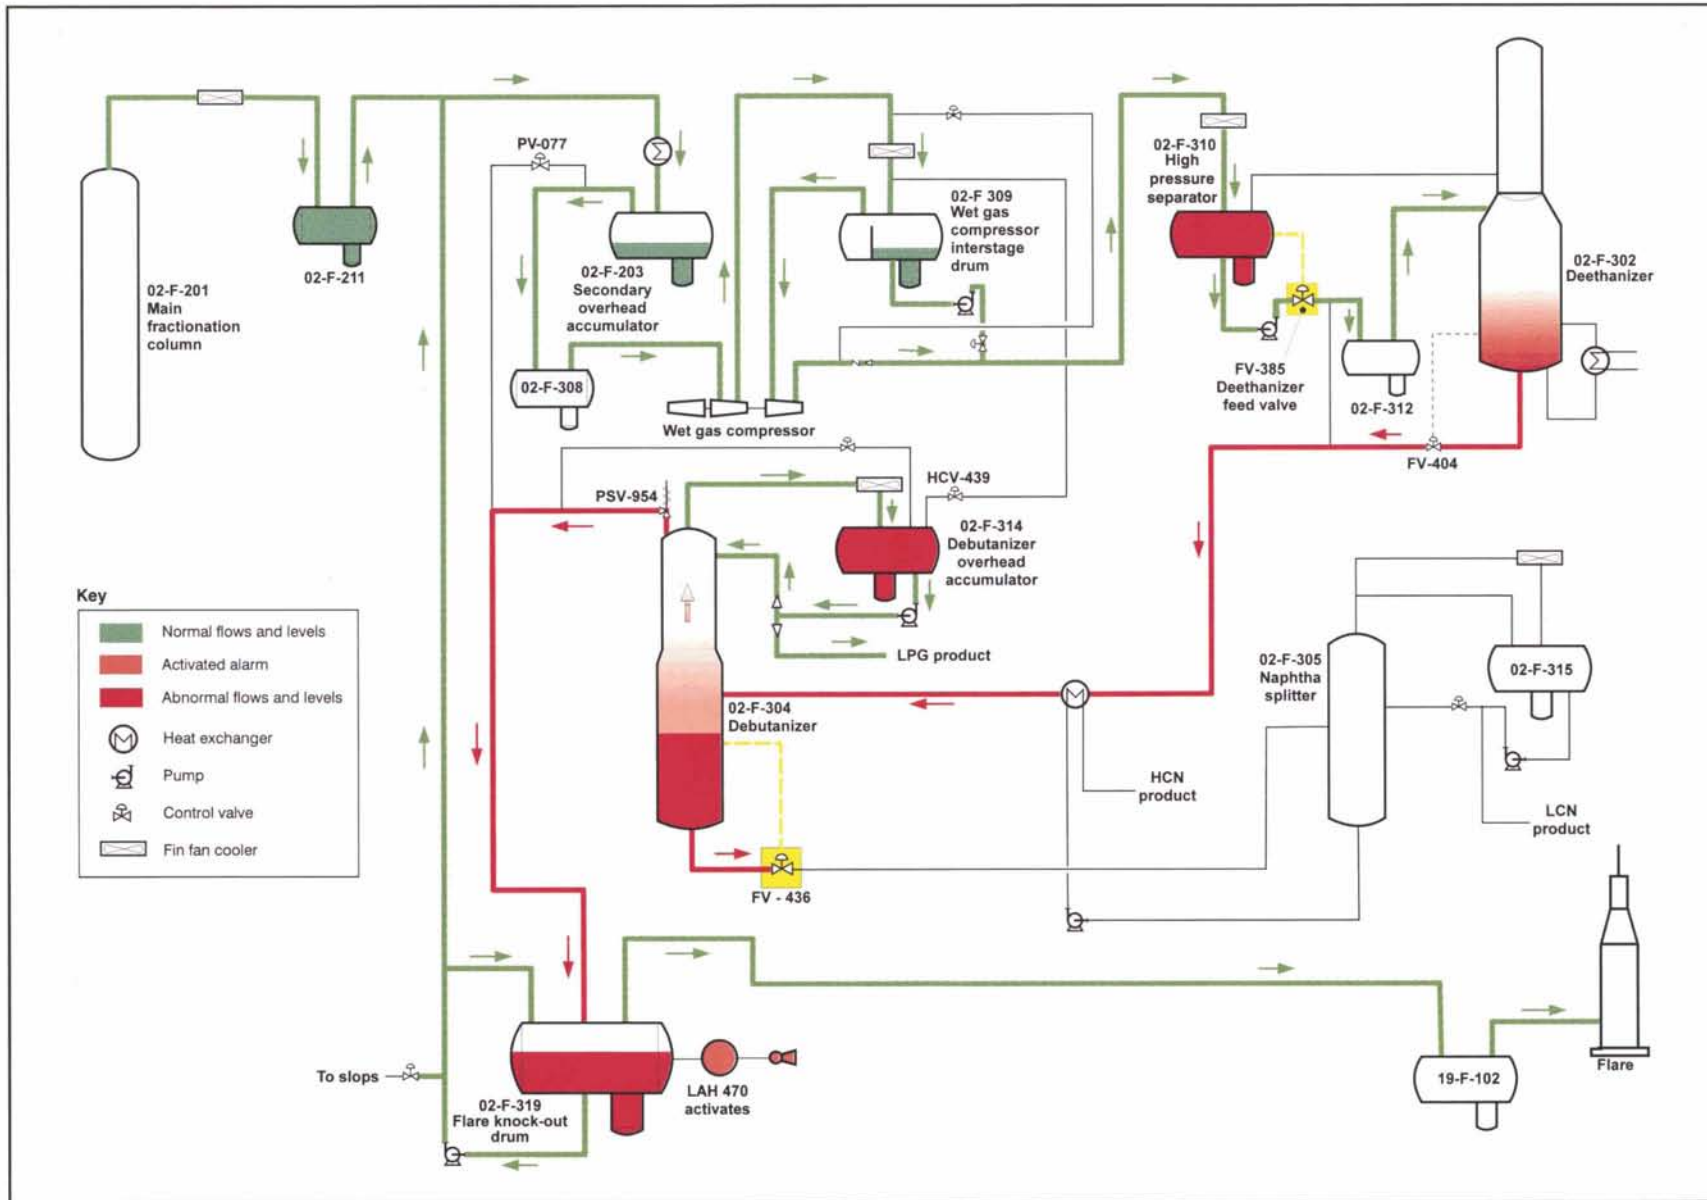 PV-077
02-F-310
High
pressure
separator
02-F 309
Wet gas
compressor
interstage
drum
02-F-201
Main
fractionation
column
02-F-211
02-F-203
Secondary
overhead
accumulator
02-F-302
Deethanizer
02-F-308
FV-385
Deethanizer
feed valve
02-F-312
Wet gas compressor
FV-404
PSV-954
HCV-439
02-F-314
Debutanizer
overhead
accumulator
Key
Normal flows and levels
Activated alarm
Abnormal flows and levels
Heat exchanger
Pump
Control valve
Fin fan cooler
LPG product
02-F-305
Naphtha
splitter
02-F-315
02-F-304
Debutanizer
HCN
product
LCN
product
FV - 436
To slops
02-F-319
Flare knock-out
drum
LAH 470
activates
19-F-102
Flare